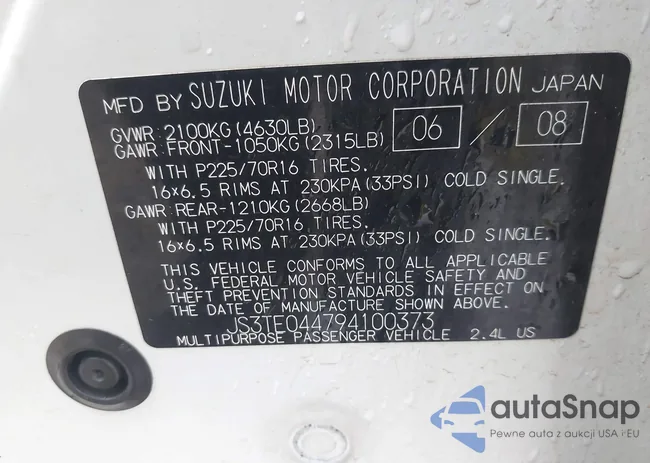 MFD BY SUZUKI MOTOR CORPORATION JAPAN
GVWR: 2100KG (4630LB)
GAWR: FRONT-1050KG (2315LB) 06 / 08
WITH P225/70R16 TIRES.
16×6.5 RIMS AT 230KPA (33PSI) COLD SINGLE.
GAWR: REAR-1210KG (2668LB)
WITH P225/70R16 TIRES.
16×6.5 RIMS AT 230KPA (33PSI) COLD SINGLE.
THIS VEHICLE CONFORMS TO ALL APPLICABLE
U.S. FEDERAL MOTOR VEHICLE SAFETY AND
THEFT PREVENTION STANDARDS IN EFFECT ON
THE DATE OF MANUFACTURE SHOWN ABOVE.
JS3TE044794100373
MULTIPURPOSE PASSENGER VEHICLE 2.4L US
autaSnap
Pewne auta z aukcji USA i EU